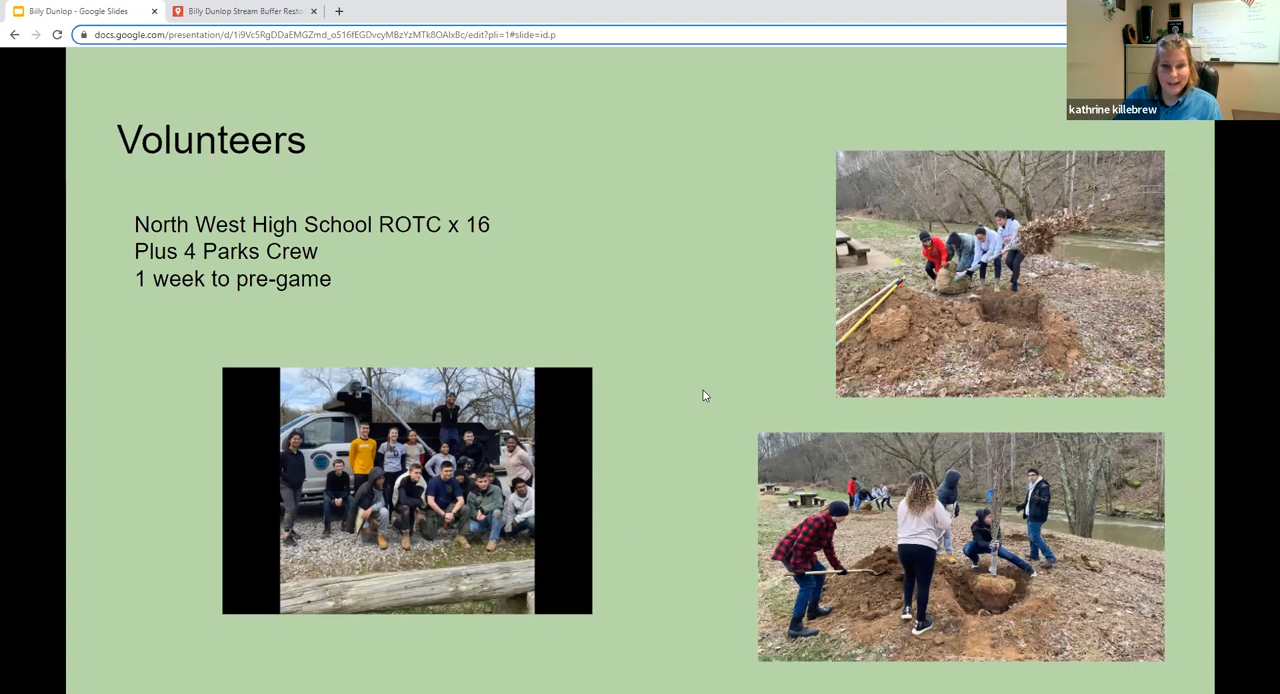 Billy Dunlop - Google Slides
Billy Dunlop Stream Buffer Resto
docs.google.com/presentation/d/1i9Vc5RgDDaEMGZmd_o516fEGDvcyMBzYzMTk8OAlxBc/edit?pli=1#slide=id.p
kathrine killebrew
Volunteers
North West High School ROTC x 16
Plus 4 Parks Crew
1 week to pre-game